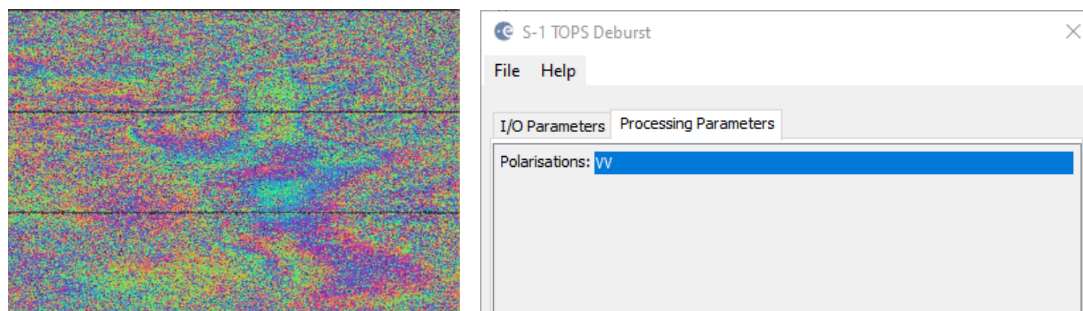 S-1 TOPS Deburst
File Help
I/O Parameters Processing Parameters
Polarisations: VV